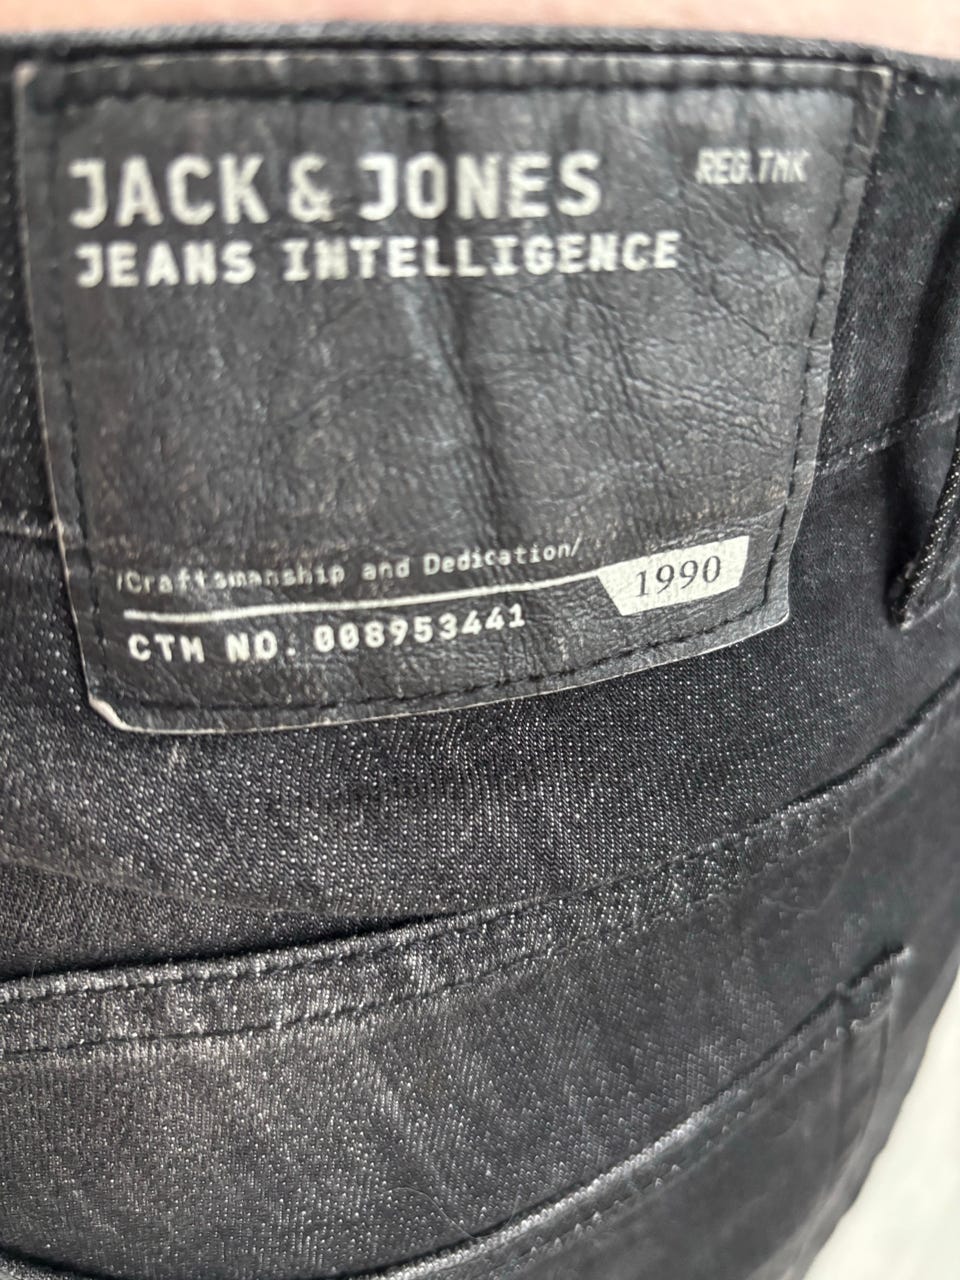 JACK & JONES
REG.TMK
JEANS INTELLIGENCE
/Craftsmanship and Dedication/
1990
CTM NO. 008953441